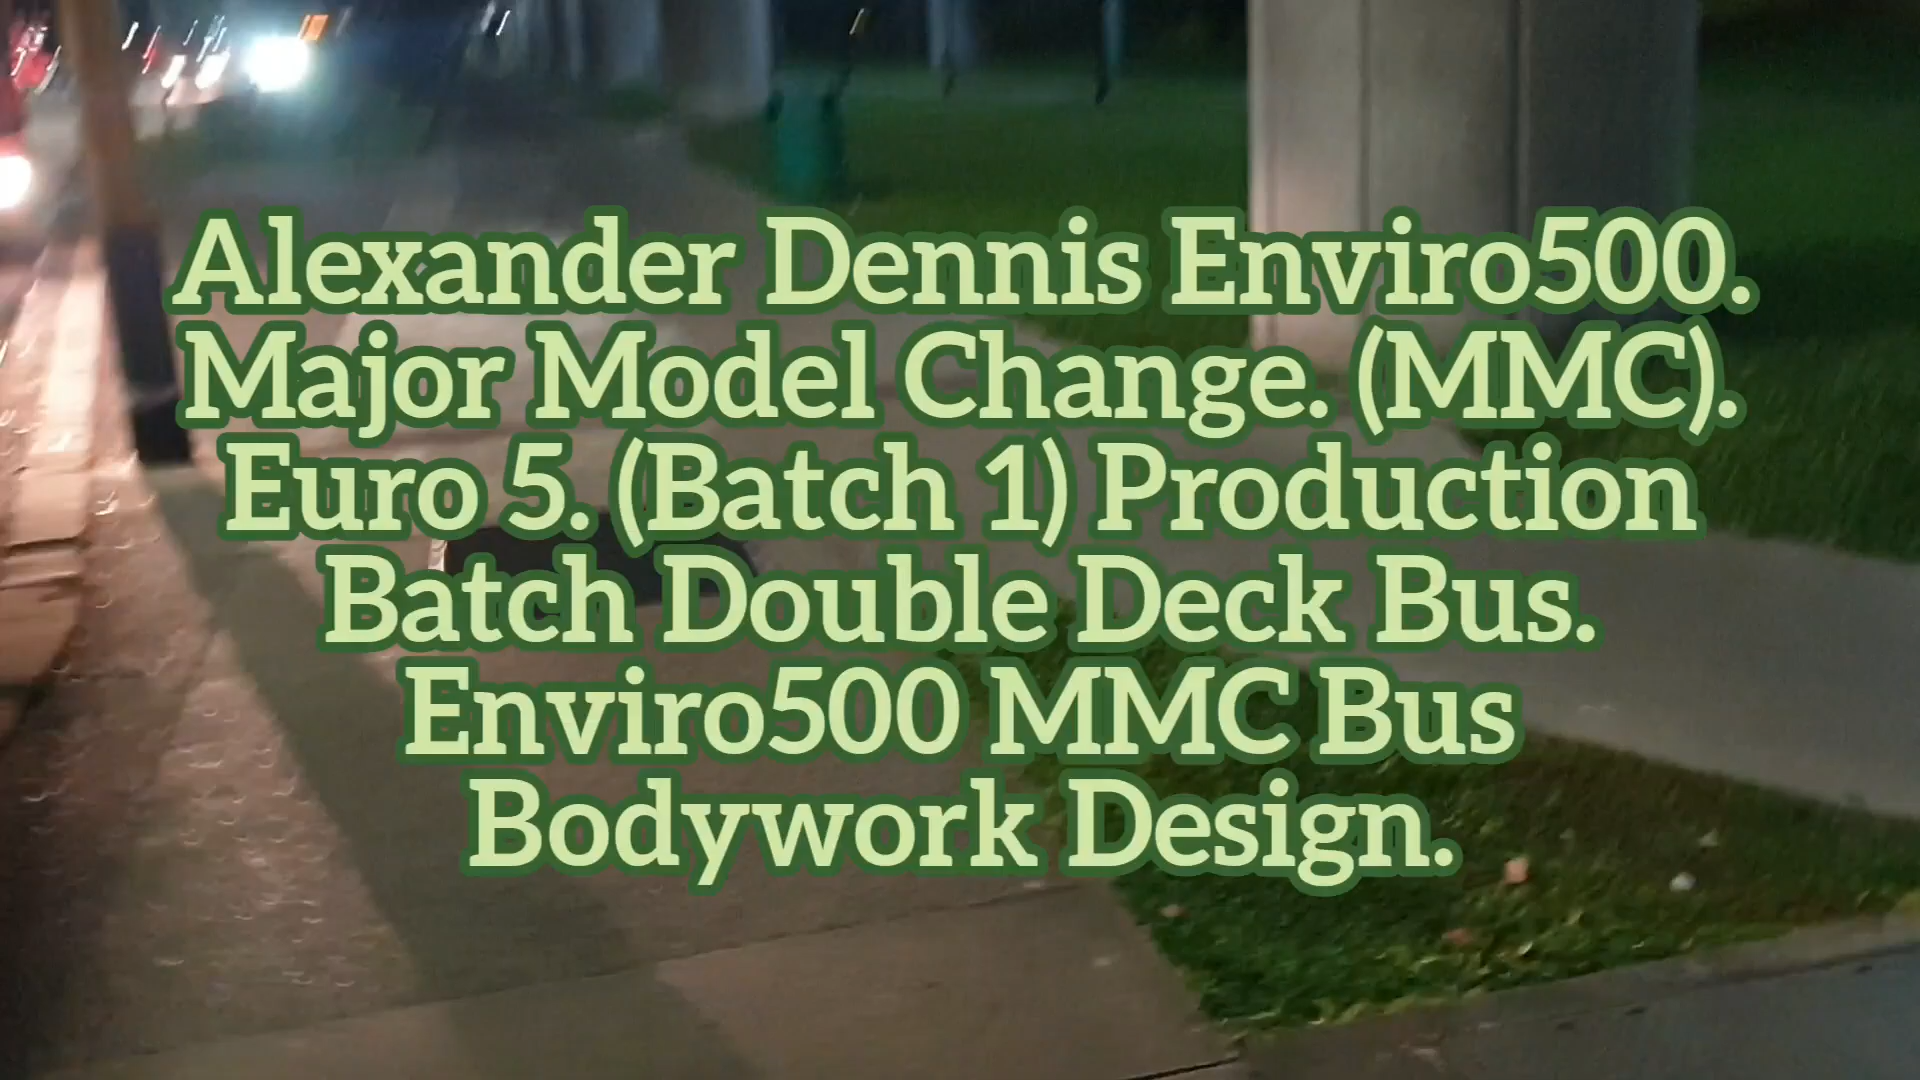 Alexander Dennis Enviro500.
Major Model Change. (MMC).
Euro 5. (Batch 1) Production
Batch Double Deck Bus.
Enviro500 MMC Bus
Bodywork Design.